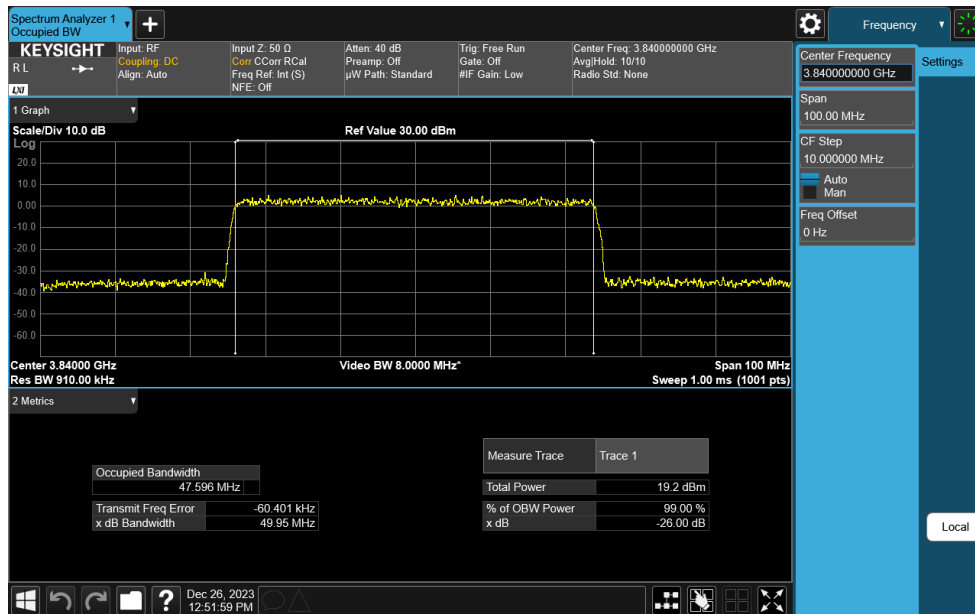 Spectrum Analyzer 1
Occupied BW
Frequency
KEYSIGHT
R L
LXI
Input: RF
Coupling: DC
Align: Auto
Input Z: 50 Ω
Corr CCorr RCal
Freq Ref: Int (S)
NFE: Off
Atten: 40 dB
Preamp: Off
µW Path: Standard
Trig: Free Run
Gate: Off
#IF Gain: Low
Center Freq: 3.840000000 GHz
Avg|Hold: 10/10
Radio Std: None
Center Frequency
3.840000000 GHz
Settings
Span
100.00 MHz
CF Step
10.000000 MHz
Auto
Man
Freq Offset
0 Hz
Local
1 Graph
Scale/Div 10.0 dB
Ref Value 30.00 dBm
Log
20.0
10.0
0.00
-10.0
-20.0
-30.0
-40.0
-50.0
-60.0
Center 3.84000 GHz
Video BW 8.0000 MHz*
Span 100 MHz
Res BW 910.00 kHz
Sweep 1.00 ms (1001 pts)
2 Metrics
Occupied Bandwidth
47.596 MHz
Transmit Freq Error -60.401 kHz
x dB Bandwidth 49.95 MHz
Measure Trace Trace 1
Total Power 19.2 dBm
% of OBW Power 99.00 %
x dB -26.00 dB
?
Dec 26, 2023
12:51:59 PM